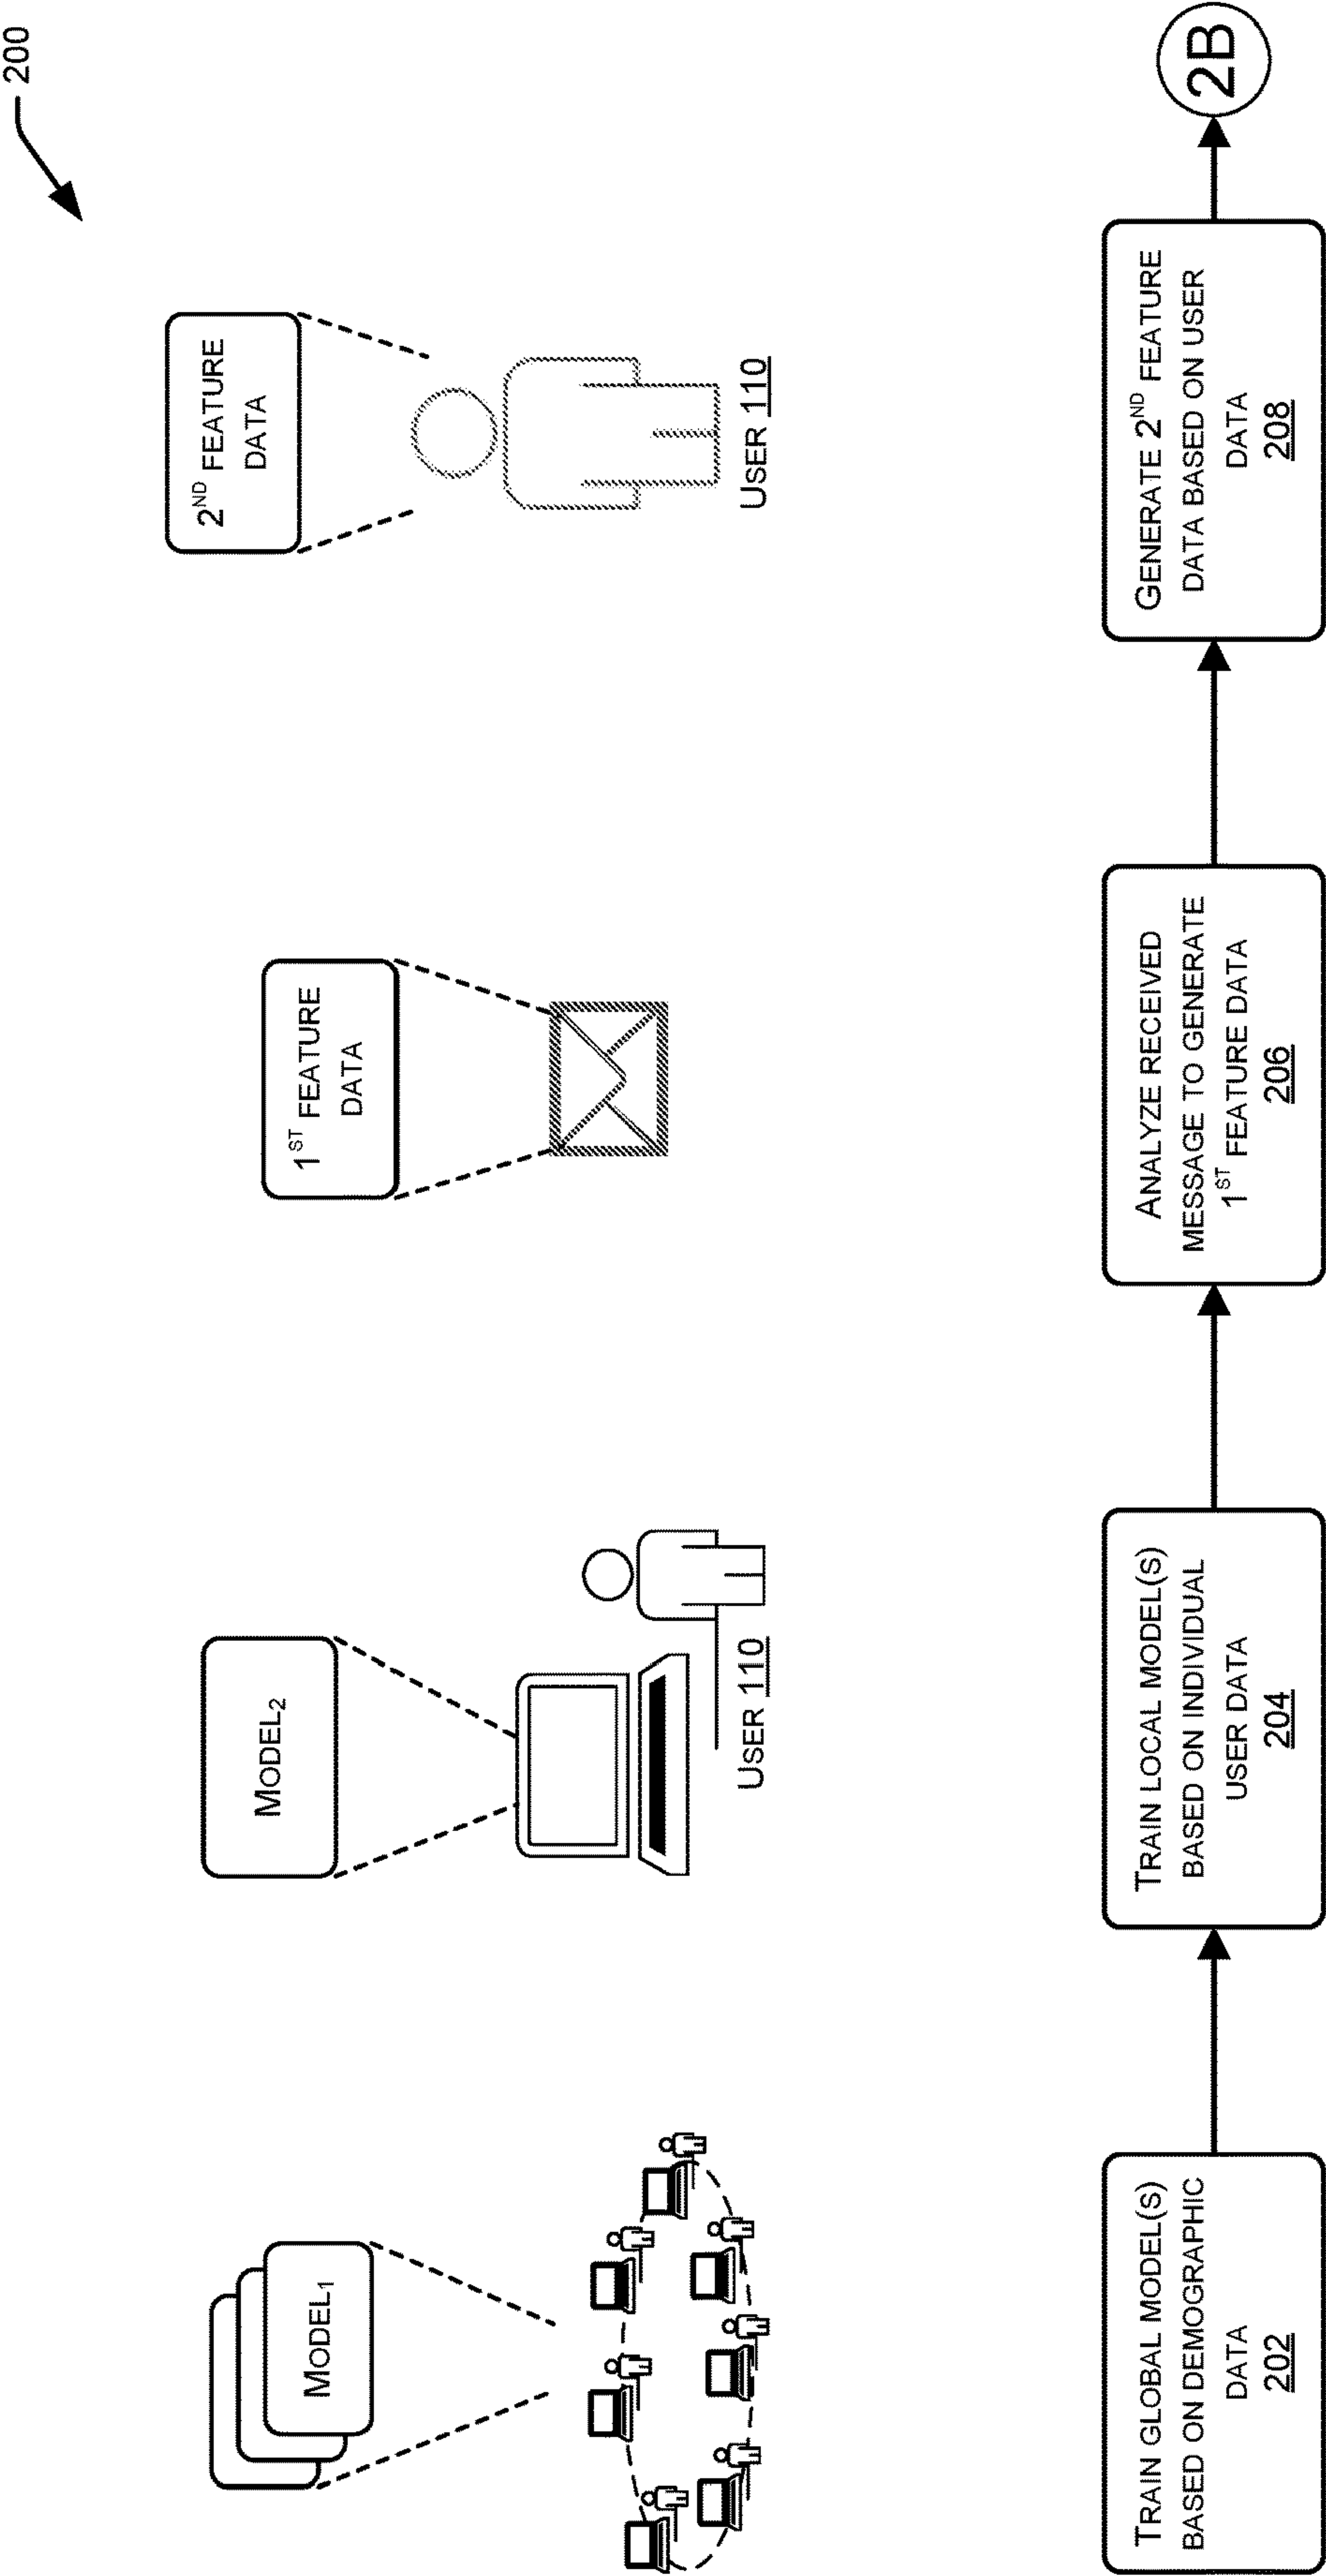 200
MODEL1
MODEL2
USER 110
1ST FEATURE
DATA
2ND FEATURE
DATA
USER 110
TRAIN GLOBAL MODEL(S)
BASED ON DEMOGRAPHIC
DATA
202
TRAIN LOCAL MODEL(S)
BASED ON INDIVIDUAL
USER DATA
204
ANALYZE RECEIVED
MESSAGE TO GENERATE
1ST FEATURE DATA
206
GENERATE 2ND FEATURE
DATA BASED ON USER
DATA
208
2B